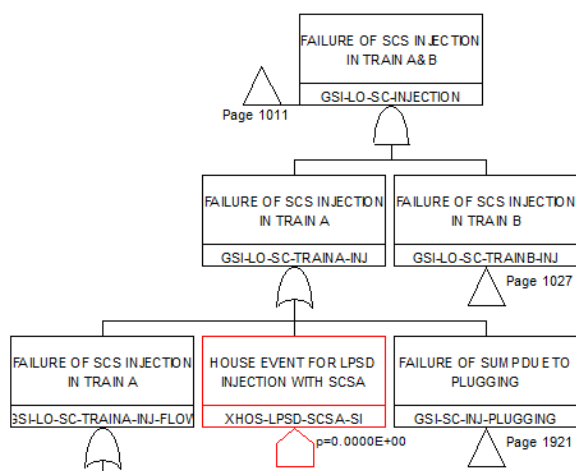 FAILURE OF SCS INJECTION
IN TRAIN A&B
GSI-LO-SC-INJECTION
Page 1011
FAILURE OF SCS INJECTION
IN TRAIN A
GSI-LO-SC-TRAINA-INJ
FAILURE OF SCS INJECTION
IN TRAIN B
GSI-LO-SC-TRAINB-INJ
Page 1027
FAILURE OF SCS INJECTION
IN TRAIN A
GSI-LO-SC-TRAINA-INJ-FLOW
HOUSE EVENT FOR LPSD
INJECTION WITH SCSA
XHOS-LPSD-SCSA-SI
p=0.0000E+00
FAILURE OF SUMP DUE TO
PLUGGING
GSI-SC-INJ-PLUGGING
Page 1921